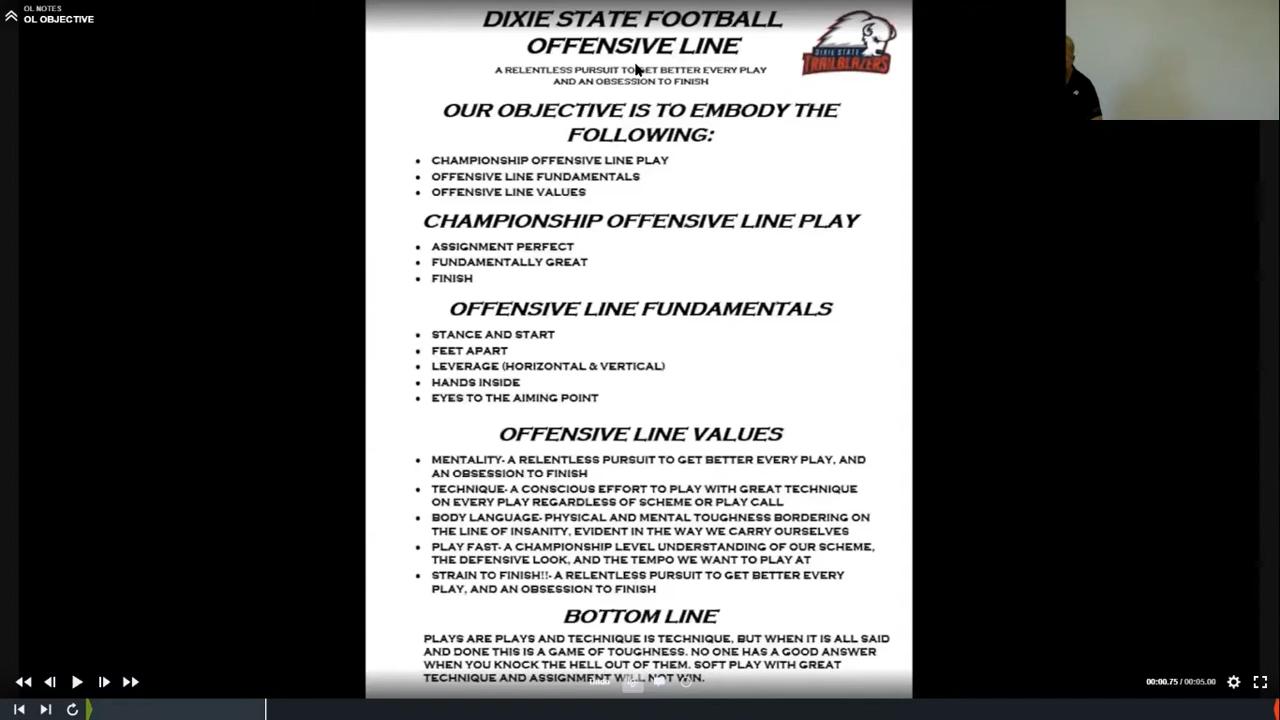 OL NOTES
OL OBJECTIVE
DIXIE STATE FOOTBALL
OFFENSIVE LINE
DIXIE STATE
TRAILBLAZERS
A RELENTLESS PURSUIT TO GET BETTER EVERY PLAY
AND AN OBSESSION TO FINISH
OUR OBJECTIVE IS TO EMBODY THE
FOLLOWING:
• CHAMPIONSHIP OFFENSIVE LINE PLAY
• OFFENSIVE LINE FUNDAMENTALS
• OFFENSIVE LINE VALUES
CHAMPIONSHIP OFFENSIVE LINE PLAY
• ASSIGNMENT PERFECT
• FUNDAMENTALLY GREAT
• FINISH
OFFENSIVE LINE FUNDAMENTALS
• STANCE AND START
• FEET APART
• LEVERAGE (HORIZONTAL & VERTICAL)
• HANDS INSIDE
• EYES TO THE AIMING POINT
OFFENSIVE LINE VALUES
• MENTALITY- A RELENTLESS PURSUIT TO GET BETTER EVERY PLAY, AND
AN OBSESSION TO FINISH
• TECHNIQUE- A CONSCIOUS EFFORT TO PLAY WITH GREAT TECHNIQUE
ON EVERY PLAY REGARDLESS OF SCHEME OR PLAY CALL
• BODY LANGUAGE- PHYSICAL AND MENTAL TOUGHNESS BORDERING ON
THE LINE OF INSANITY, EVIDENT IN THE WAY WE CARRY OURSELVES
• PLAY FAST- A CHAMPIONSHIP LEVEL UNDERSTANDING OF OUR SCHEME,
THE DEFENSIVE LOOK, AND THE TEMPO WE WANT TO PLAY AT
• STRAIN TO FINISH!!- A RELENTLESS PURSUIT TO GET BETTER EVERY
PLAY, AND AN OBSESSION TO FINISH
BOTTOM LINE
PLAYS ARE PLAYS AND TECHNIQUE IS TECHNIQUE, BUT WHEN IT IS ALL SAID
AND DONE THIS IS A GAME OF TOUGHNESS. NO ONE HAS A GOOD ANSWER
WHEN YOU KNOCK THE HELL OUT OF THEM. SOFT PLAY WITH GREAT
TECHNIQUE AND ASSIGNMENT WILL NOT WIN.
Undo
00:00.75 / 00:05.00